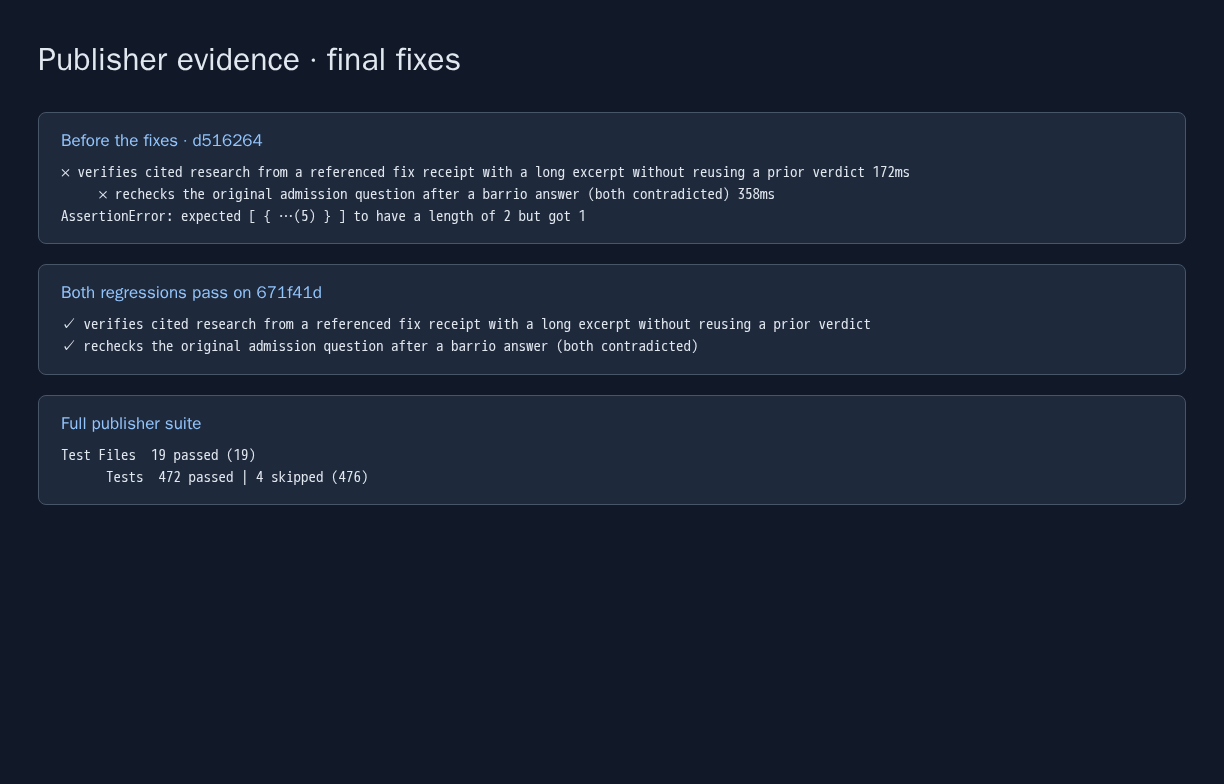 Publisher evidence · final fixes
Before the fixes · d516264
× verifies cited research from a referenced fix receipt with a long excerpt without reusing a prior verdict 172ms
× rechecks the original admission question after a barrio answer (both contradicted) 358ms
AssertionError: expected [ { …(5) } ] to have a length of 2 but got 1
Both regressions pass on 671f41d
✓ verifies cited research from a referenced fix receipt with a long excerpt without reusing a prior verdict
✓ rechecks the original admission question after a barrio answer (both contradicted)
Full publisher suite
Test Files 19 passed (19)
Tests 472 passed | 4 skipped (476)